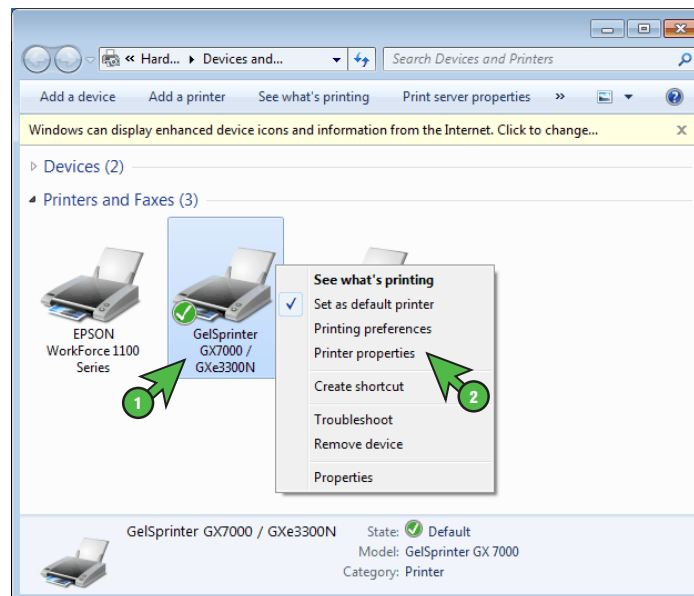 « Hard... Devices and...
Search Devices and Printers
Add a device Add a printer See what's printing Print server properties »
Windows can display enhanced device icons and information from the Internet. Click to change...
Devices (2)
Printers and Faxes (3)
EPSON
WorkForce 1100
Series
GelSprinter
GX7000 /
GXe3300N
See what's printing
Set as default printer
Printing preferences
Printer properties
Create shortcut
Troubleshoot
Remove device
Properties
1
2
GelSprinter GX7000 / GXe3300N State: Default
Model: GelSprinter GX 7000
Category: Printer